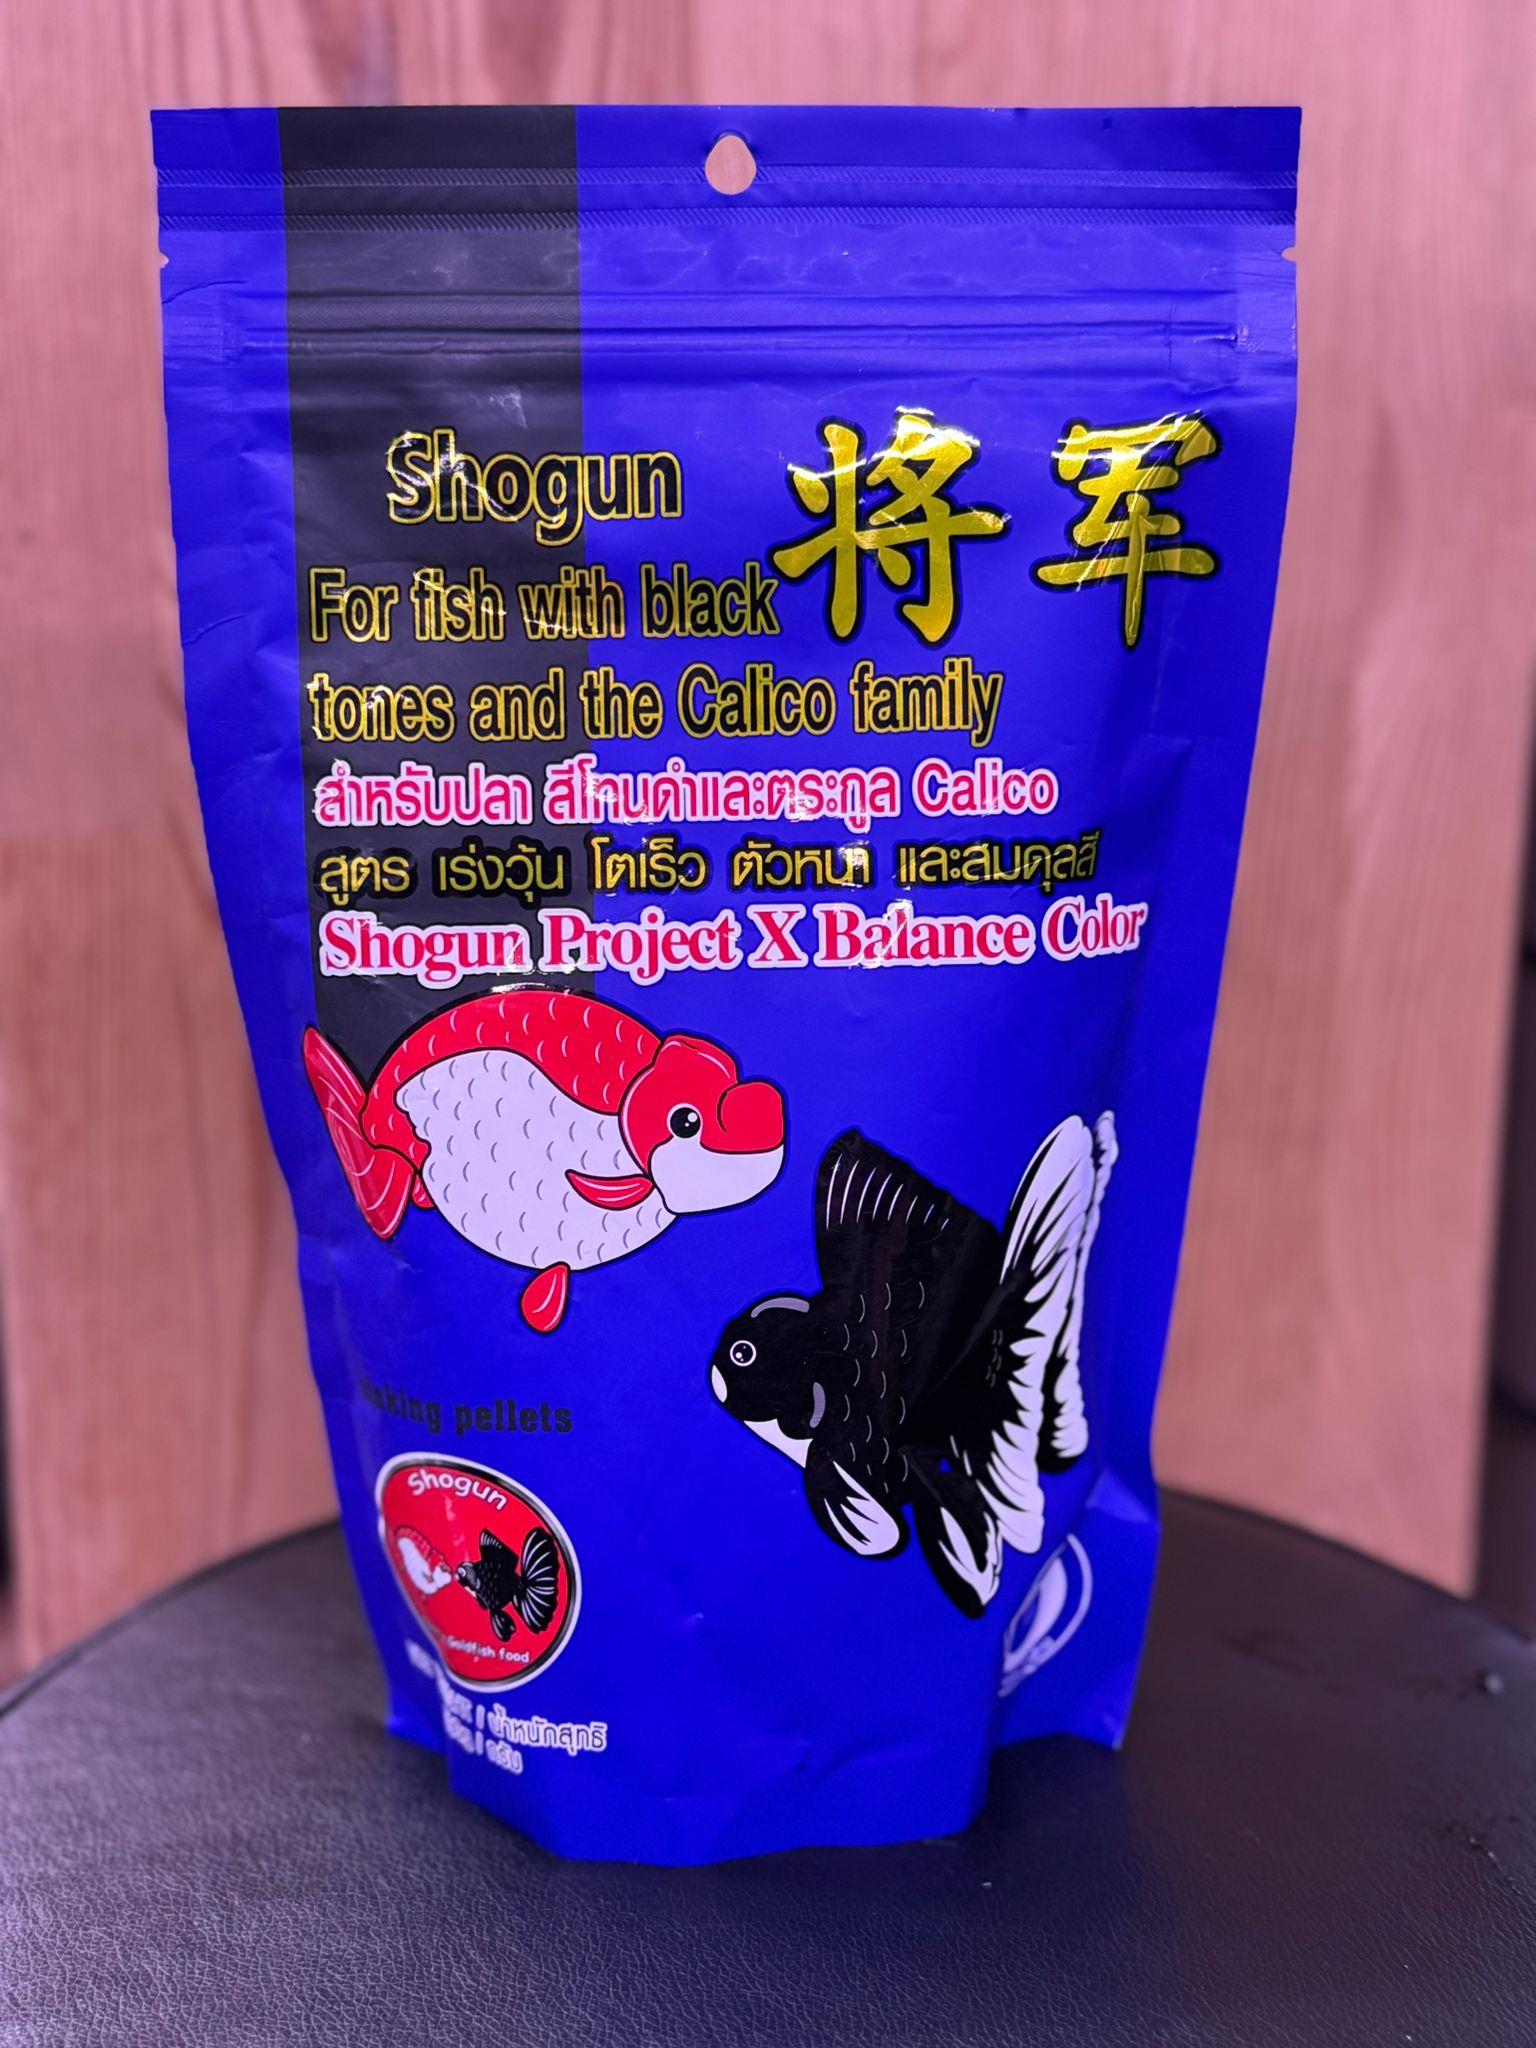 Shogun
将军
For fish with black
tones and the Calico family
สำหรับปลา สีโทนดำและตระกูล Calico
สูตร เร่งวุ้น โตเร็ว ตัวหนา และสมดุลสี
Shogun Project X Balance Color
pellets
Shogun
Goldfish food
น้ำหนักสุทธิ
กรัม